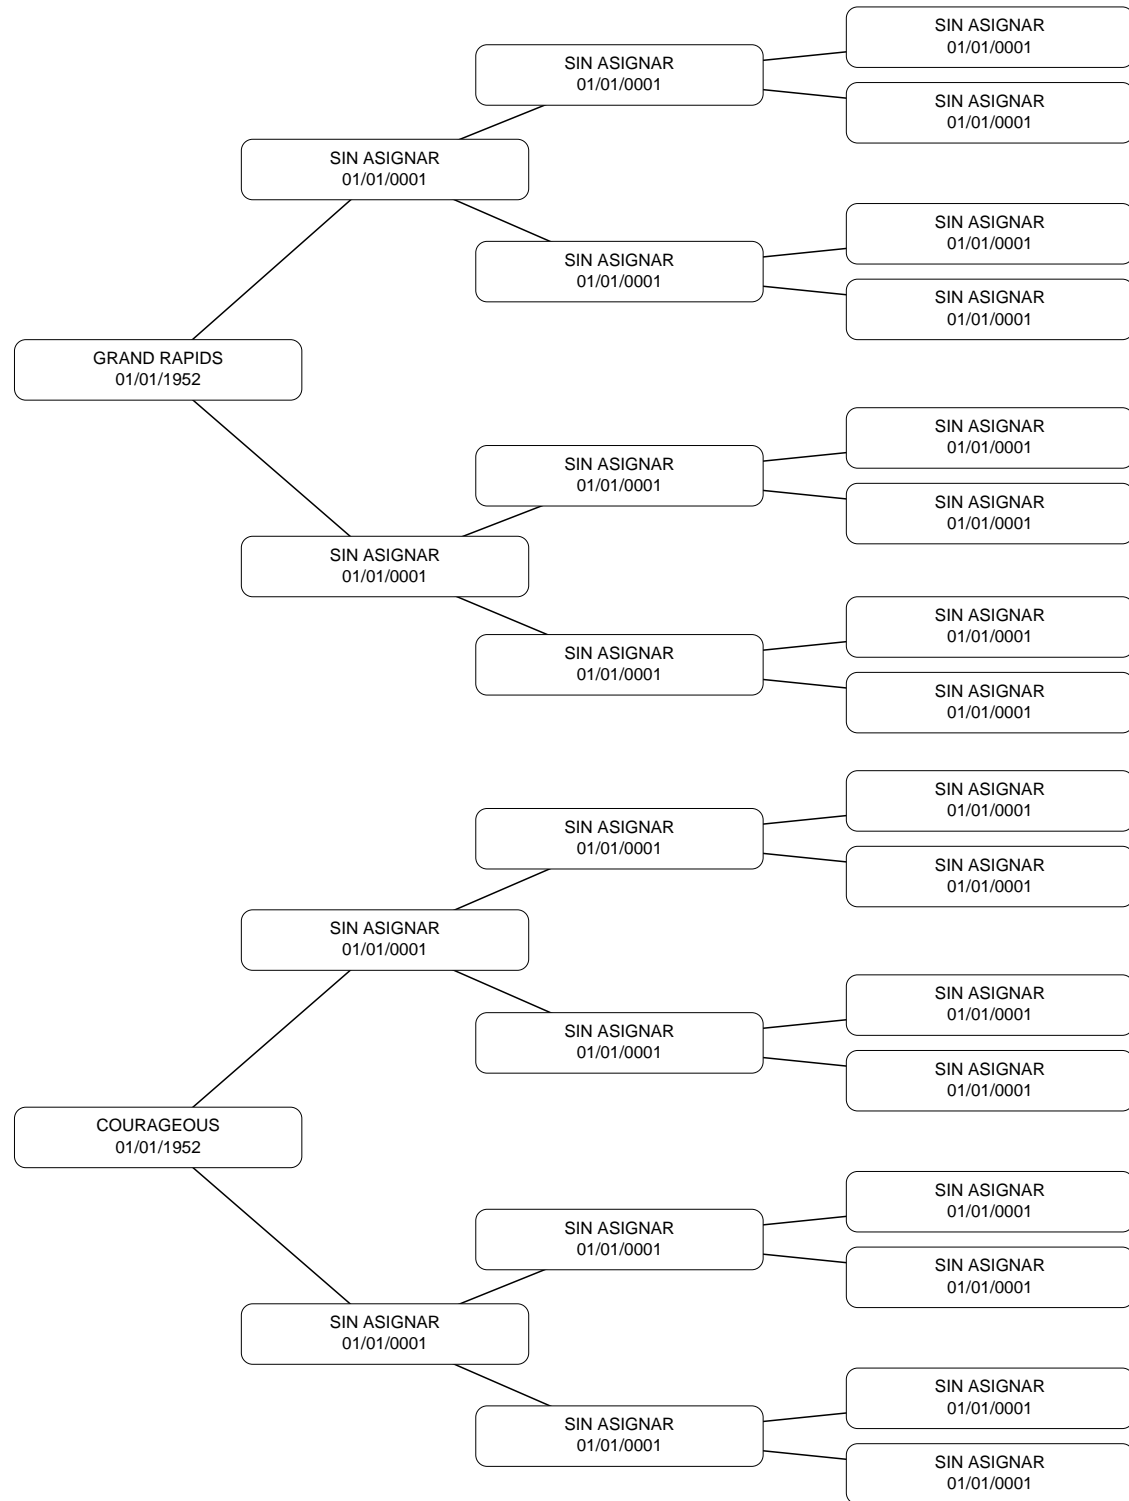 SIN ASIGNAR
01/01/0001
SIN ASIGNAR
01/01/0001
SIN ASIGNAR
01/01/0001
SIN ASIGNAR
01/01/0001
SIN ASIGNAR
01/01/0001
SIN ASIGNAR
01/01/0001
SIN ASIGNAR
01/01/0001
GRAND RAPIDS
01/01/1952
SIN ASIGNAR
01/01/0001
SIN ASIGNAR
01/01/0001
SIN ASIGNAR
01/01/0001
SIN ASIGNAR
01/01/0001
SIN ASIGNAR
01/01/0001
SIN ASIGNAR
01/01/0001
SIN ASIGNAR
01/01/0001
SIN ASIGNAR
01/01/0001
SIN ASIGNAR
01/01/0001
SIN ASIGNAR
01/01/0001
SIN ASIGNAR
01/01/0001
SIN ASIGNAR
01/01/0001
SIN ASIGNAR
01/01/0001
SIN ASIGNAR
01/01/0001
COURAGEOUS
01/01/1952
SIN ASIGNAR
01/01/0001
SIN ASIGNAR
01/01/0001
SIN ASIGNAR
01/01/0001
SIN ASIGNAR
01/01/0001
SIN ASIGNAR
01/01/0001
SIN ASIGNAR
01/01/0001
SIN ASIGNAR
01/01/0001